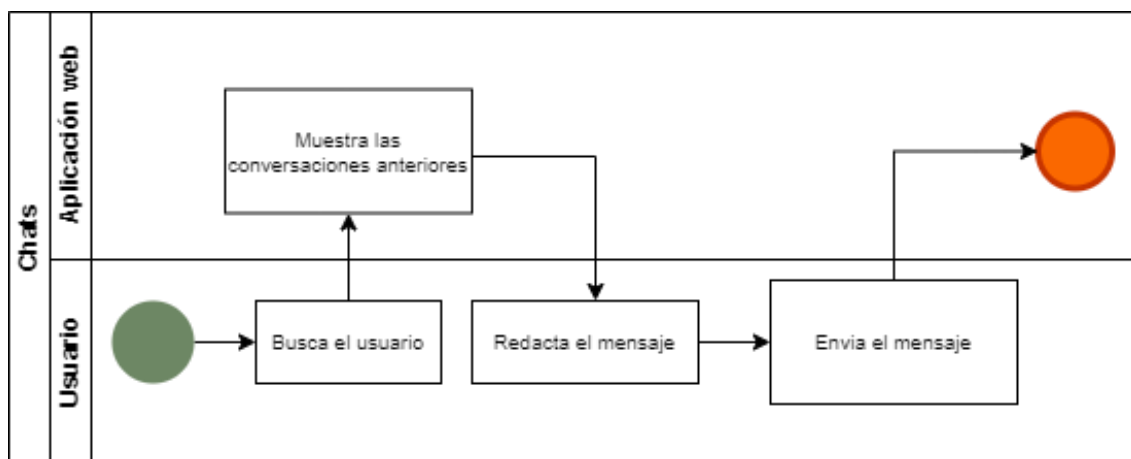 Chats
Aplicación web
Muestra las
conversaciones anteriores
Usuario
Busca el usuario
Redacta el mensaje
Envia el mensaje